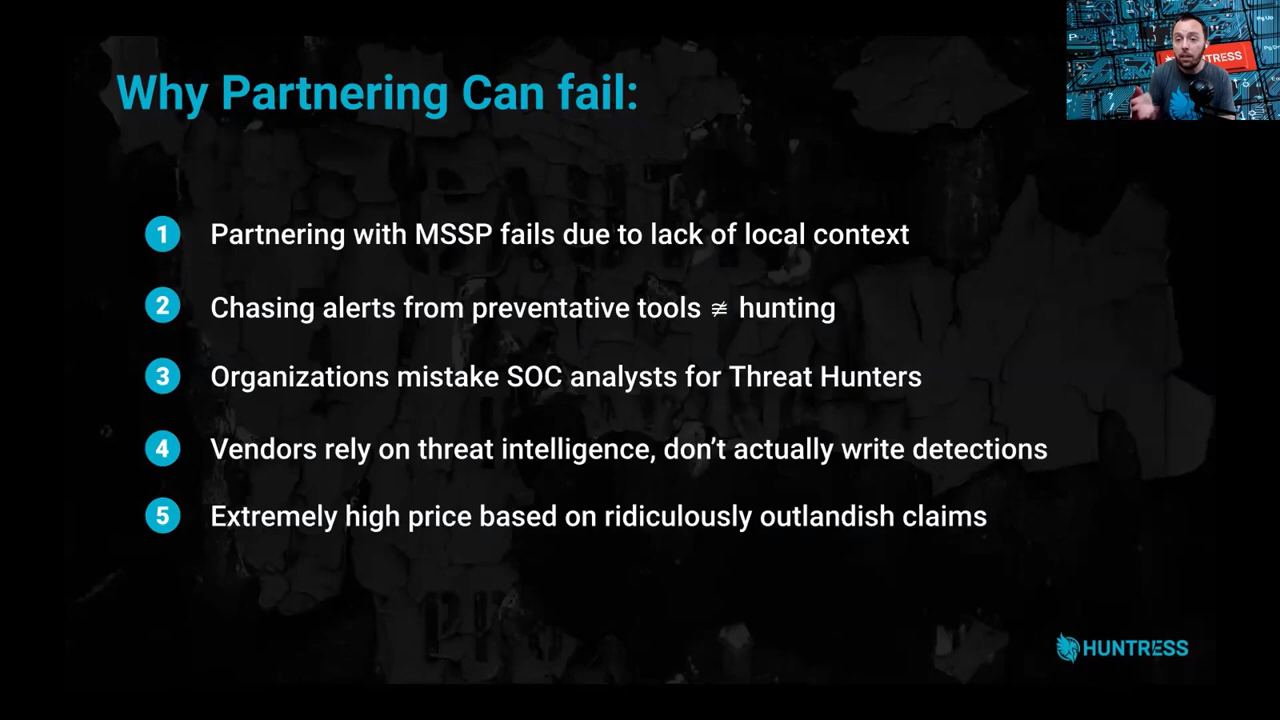 Why Partnering Can fail:
1 Partnering with MSSP fails due to lack of local context
2 Chasing alerts from preventative tools ≇ hunting
3 Organizations mistake SOC analysts for Threat Hunters
4 Vendors rely on threat intelligence, don’t actually write detections
5 Extremely high price based on ridiculously outlandish claims
HUNTRESS